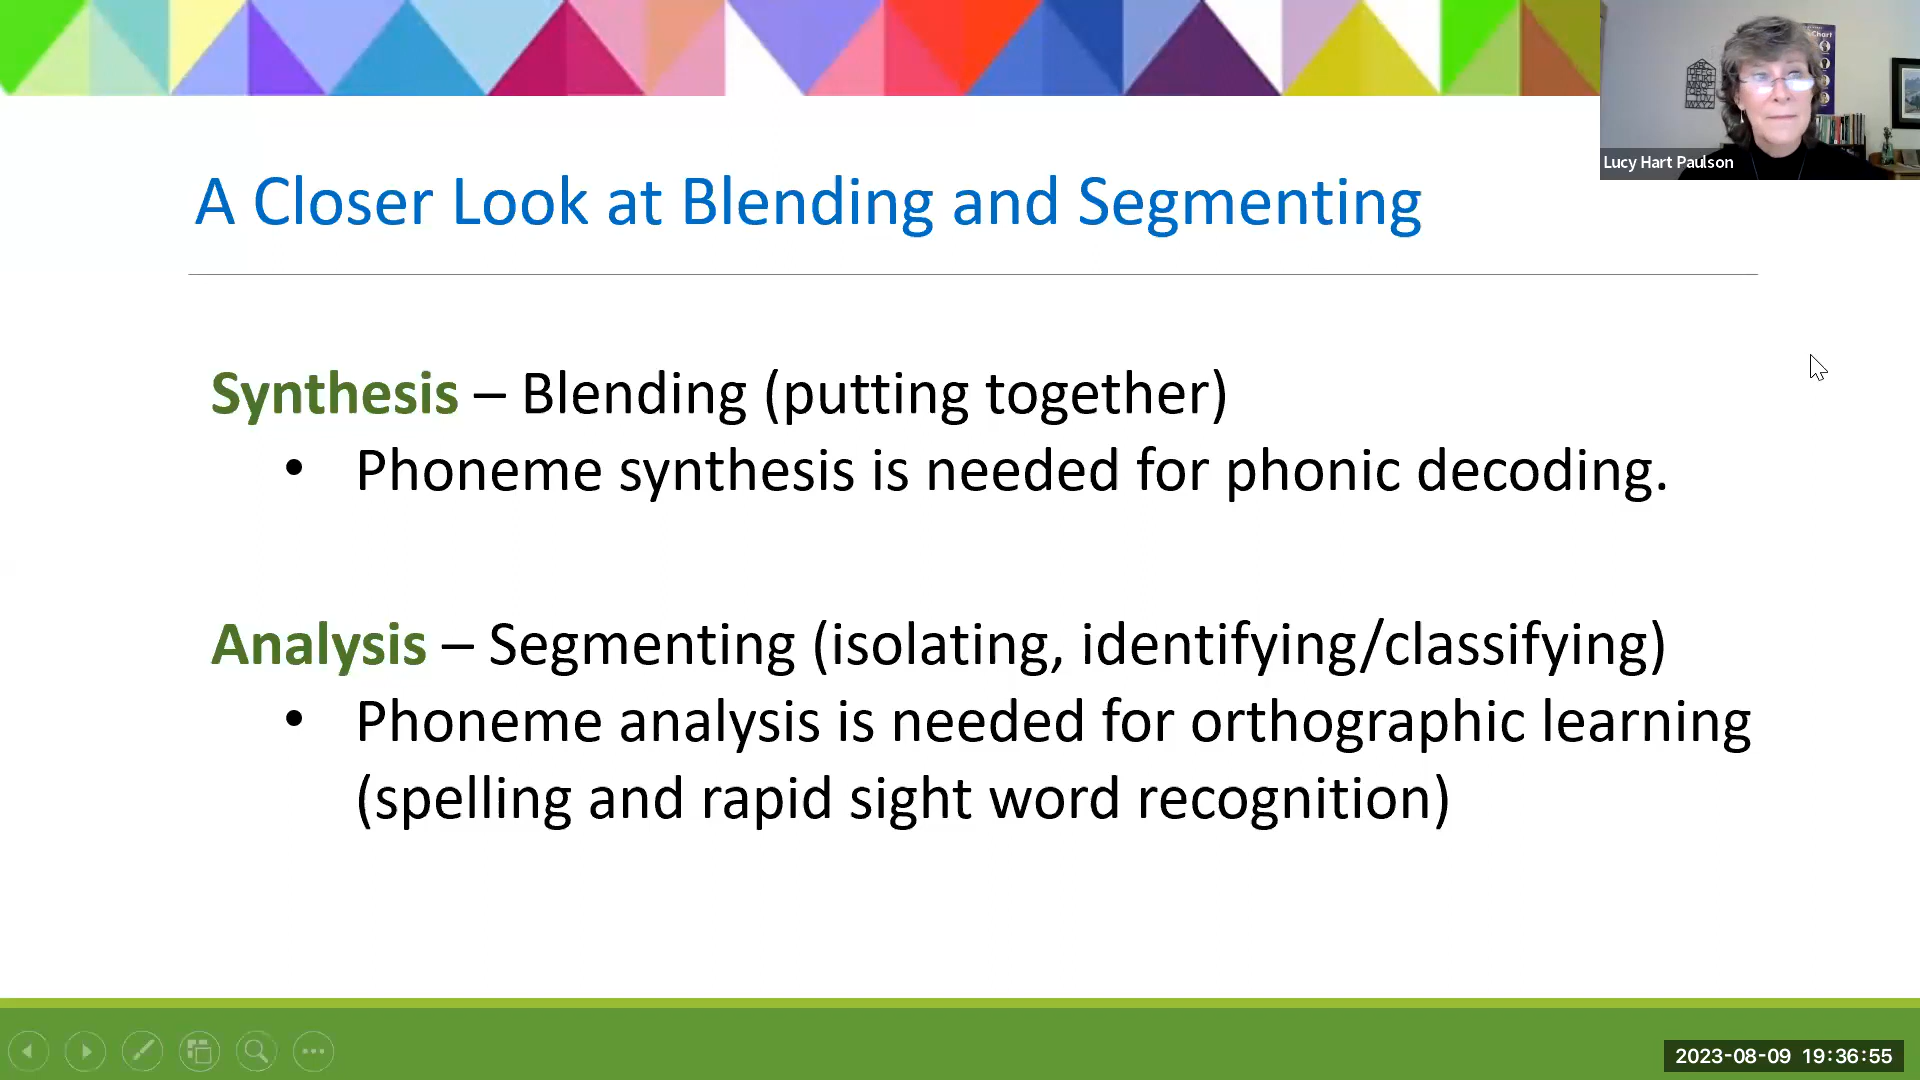 Chart
Lucy Hart Paulson
A Closer Look at Blending and Segmenting
Synthesis – Blending (putting together)
• Phoneme synthesis is needed for phonic decoding.
Analysis – Segmenting (isolating, identifying/classifying)
• Phoneme analysis is needed for orthographic learning
(spelling and rapid sight word recognition)
2023-08-09 19:36:55